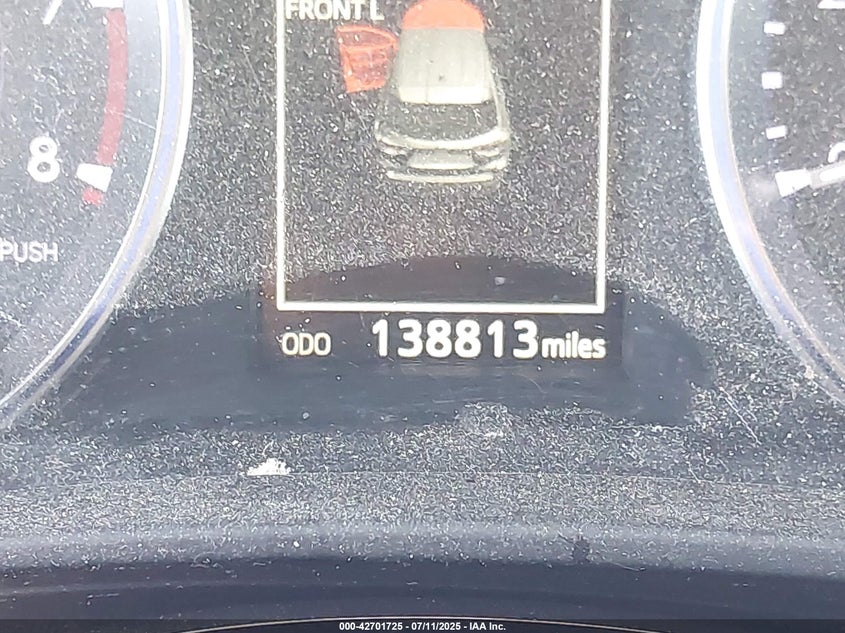 FRONT L
8
PUSH
ODO 138813 miles
000-42701725 - 07/11/2025 - IAA Inc.